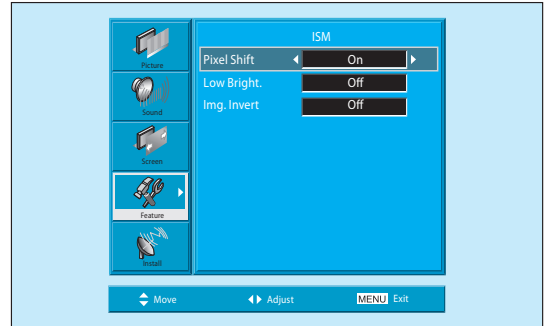 Picture
Sound
Screen
Feature
Install
ISM
Pixel Shift On
Low Bright. Off
Img. Invert Off
Move Adjust MENU Exit